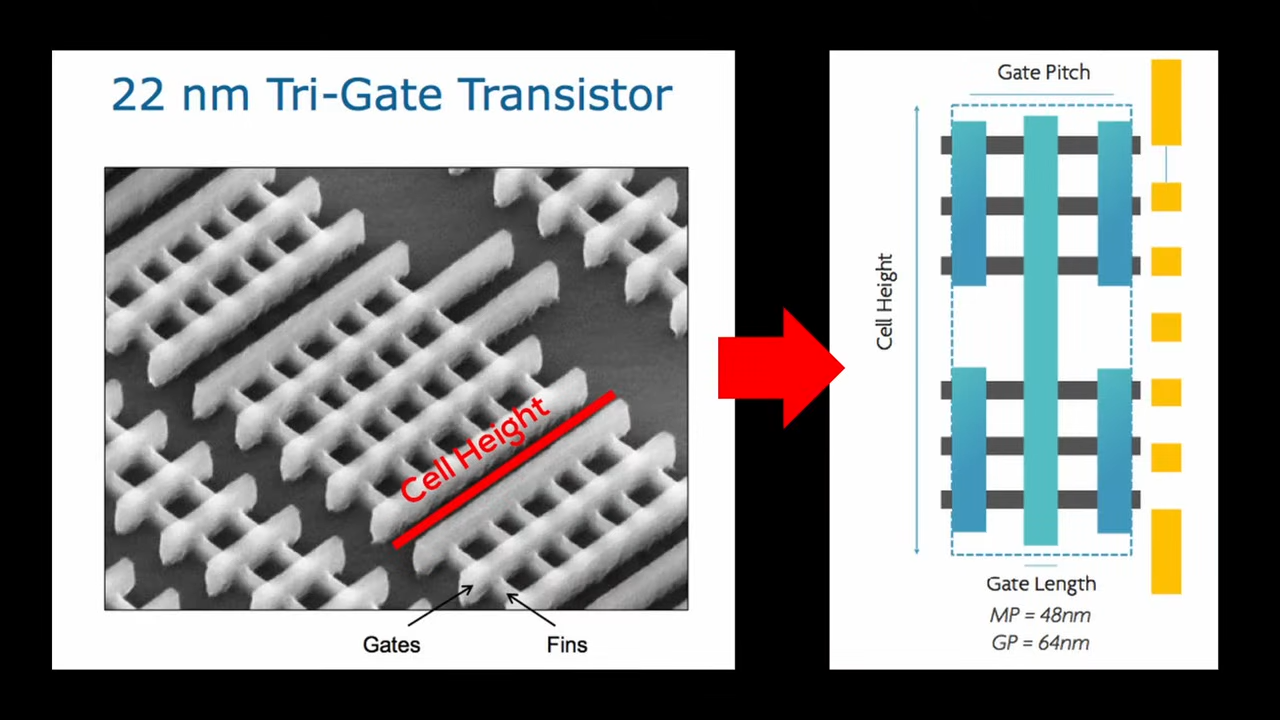 22 nm Tri-Gate Transistor
Cell Height
Gates
Fins
Gate Pitch
Cell Height
Gate Length
MP = 48nm
GP = 64nm